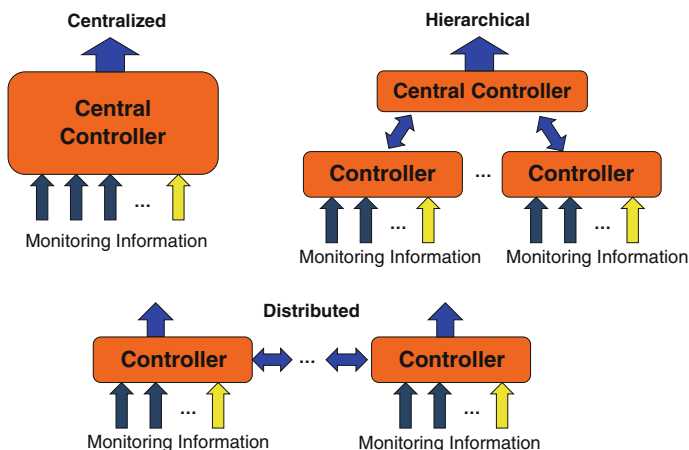 Centralized
Central
Controller
...
Monitoring Information
Hierarchical
Central Controller
Controller
...
Controller
...
...
Monitoring Information
Monitoring Information
Distributed
Controller
...
Controller
...
...
Monitoring Information
Monitoring Information